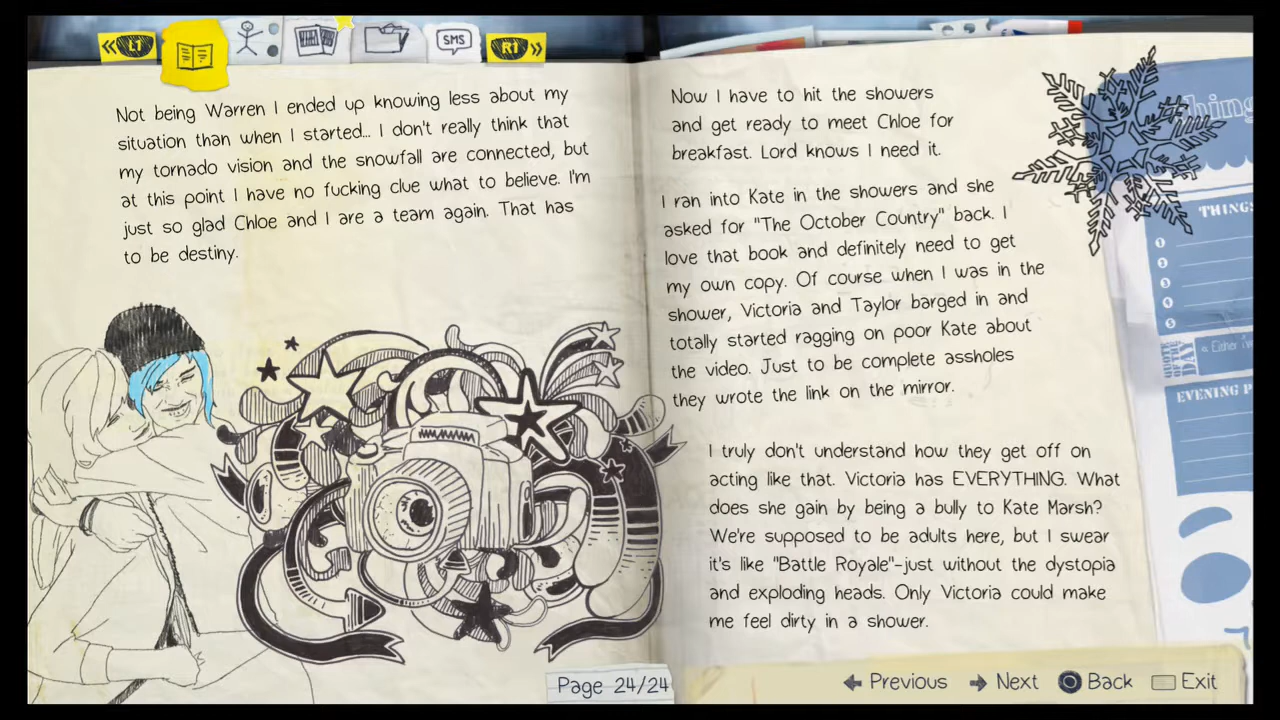 L1
SMS
R1
Not being Warren I ended up knowing less about my
situation than when I started... I don't really think that
my tornado vision and the snowfall are connected, but
at this point I have no fucking clue what to believe. I'm
just so glad Chloe and I are a team again. That has
to be destiny.
Now I have to hit the showers
and get ready to meet Chloe for
breakfast. Lord knows I need it.
I ran into Kate in the showers and she
asked for "The October Country" back. I
love that book and definitely need to get
my own copy. Of course when I was in the
shower, Victoria and Taylor barged in and
totally started ragging on poor Kate about
the video. Just to be complete assholes
they wrote the link on the mirror.
I truly don't understand how they get off on
acting like that. Victoria has EVERYTHING. What
does she gain by being a bully to Kate Marsh?
We're supposed to be adults here, but I swear
it's like "Battle Royale"-just without the dystopia
and exploding heads. Only Victoria could make
me feel dirty in a shower.
THINGS
1
2
3
4
5
DAY
Either
EVENING P
Page 24/24
Previous
Next
Back
Exit